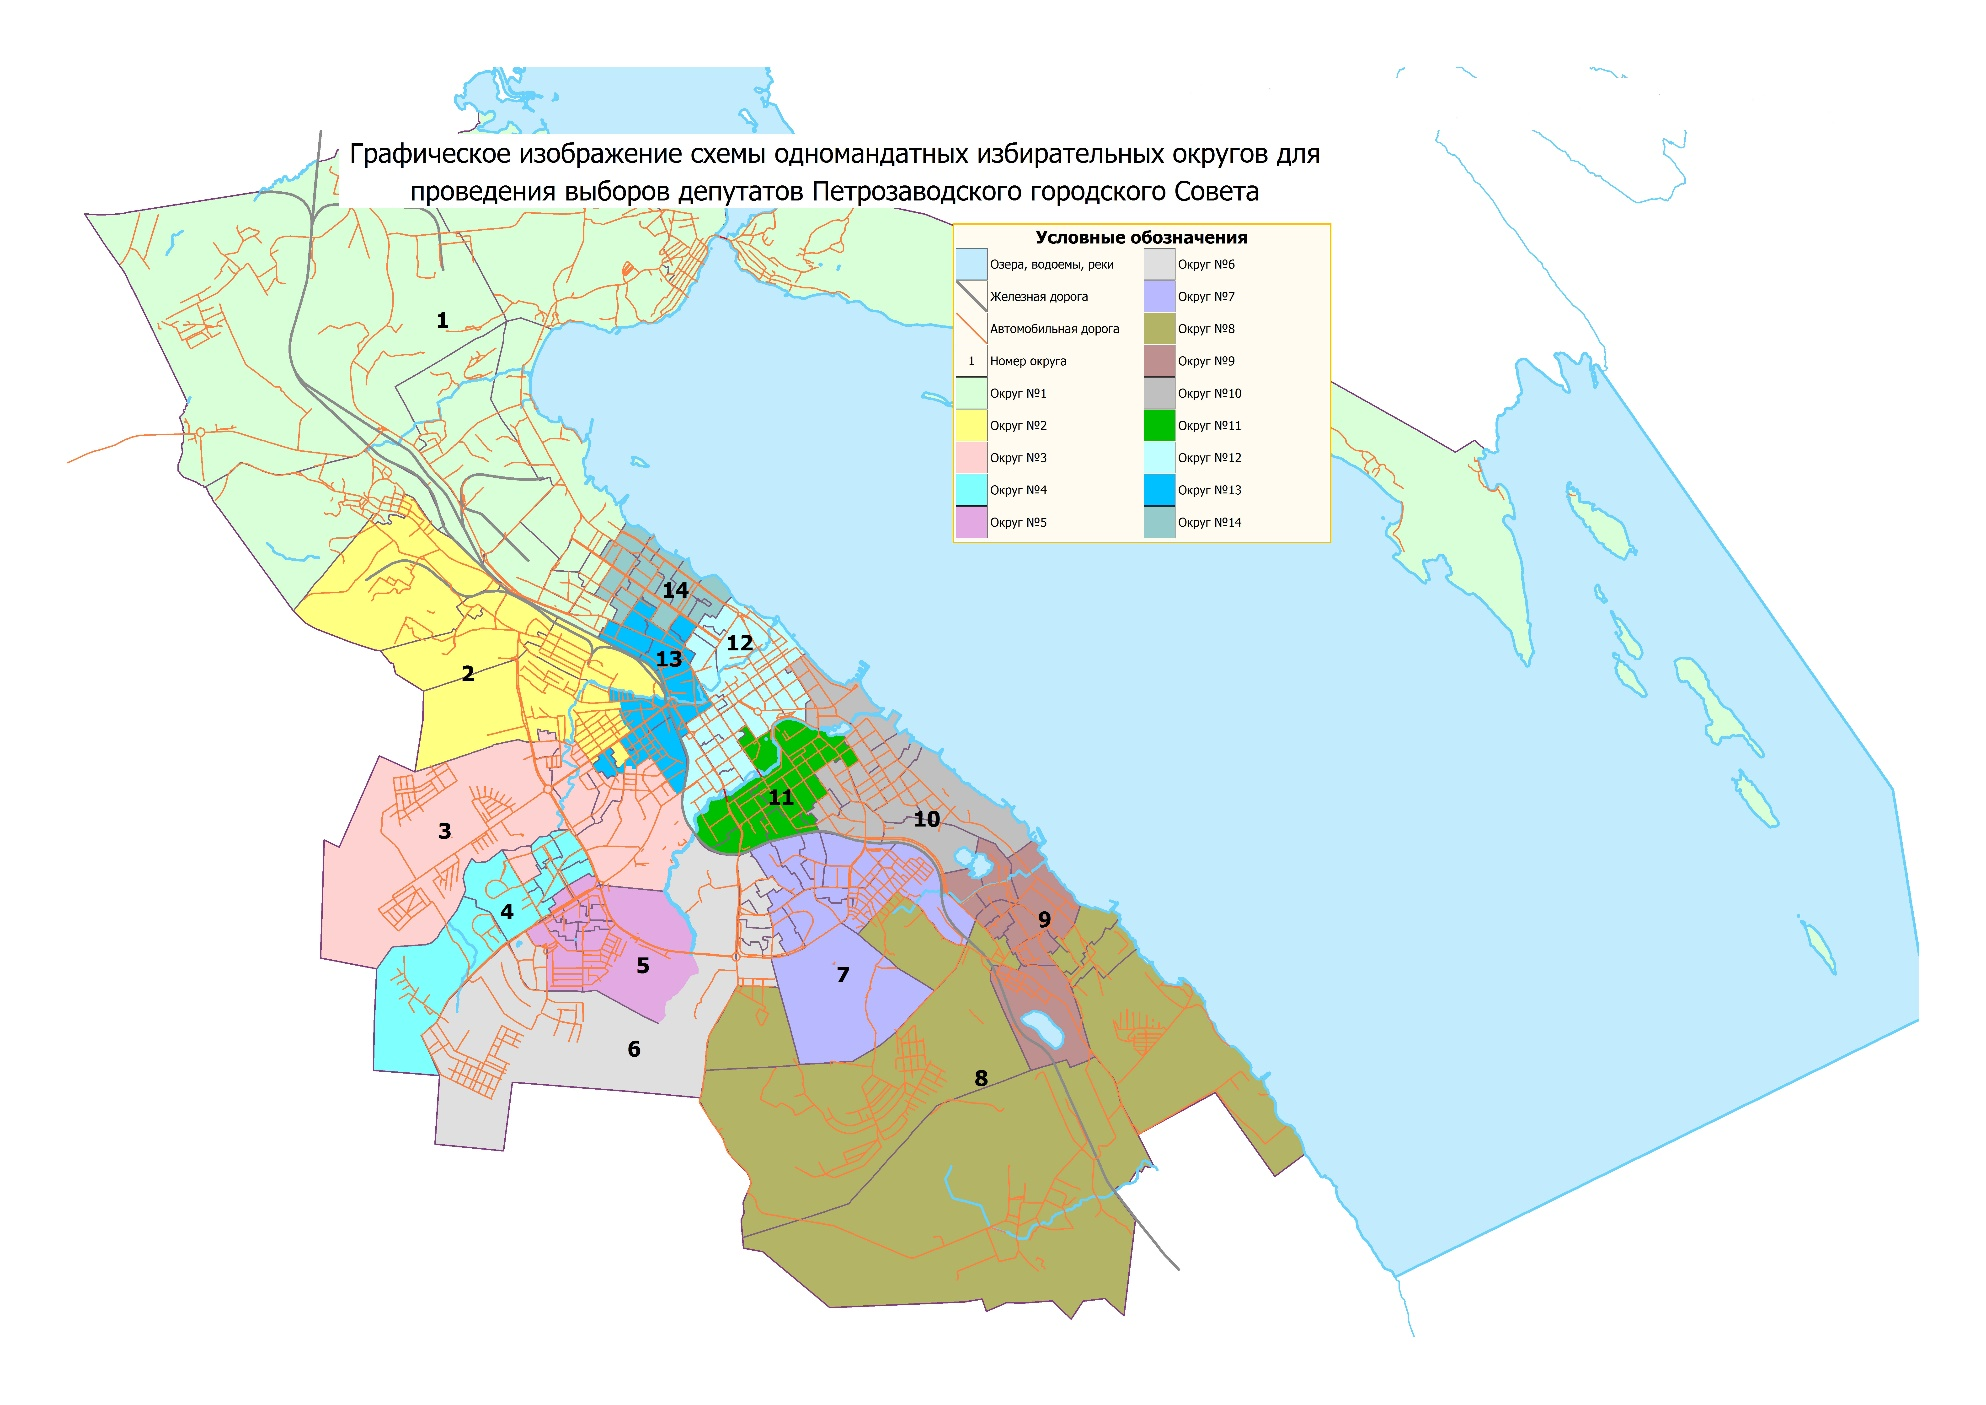 Графическое изображение схемы одномандатных избирательных округов для
проведения выборов депутатов Петрозаводского городского Совета
Условные обозначения
Озера, водоемы, реки
Железная дорога
Автомобильная дорога
1 Номер округа
Округ №1
Округ №2
Округ №3
Округ №4
Округ №5
Округ №6
Округ №7
Округ №8
Округ №9
Округ №10
Округ №11
Округ №12
Округ №13
Округ №14
1
14
12
13
2
11
10
3
4
9
5
7
6
8